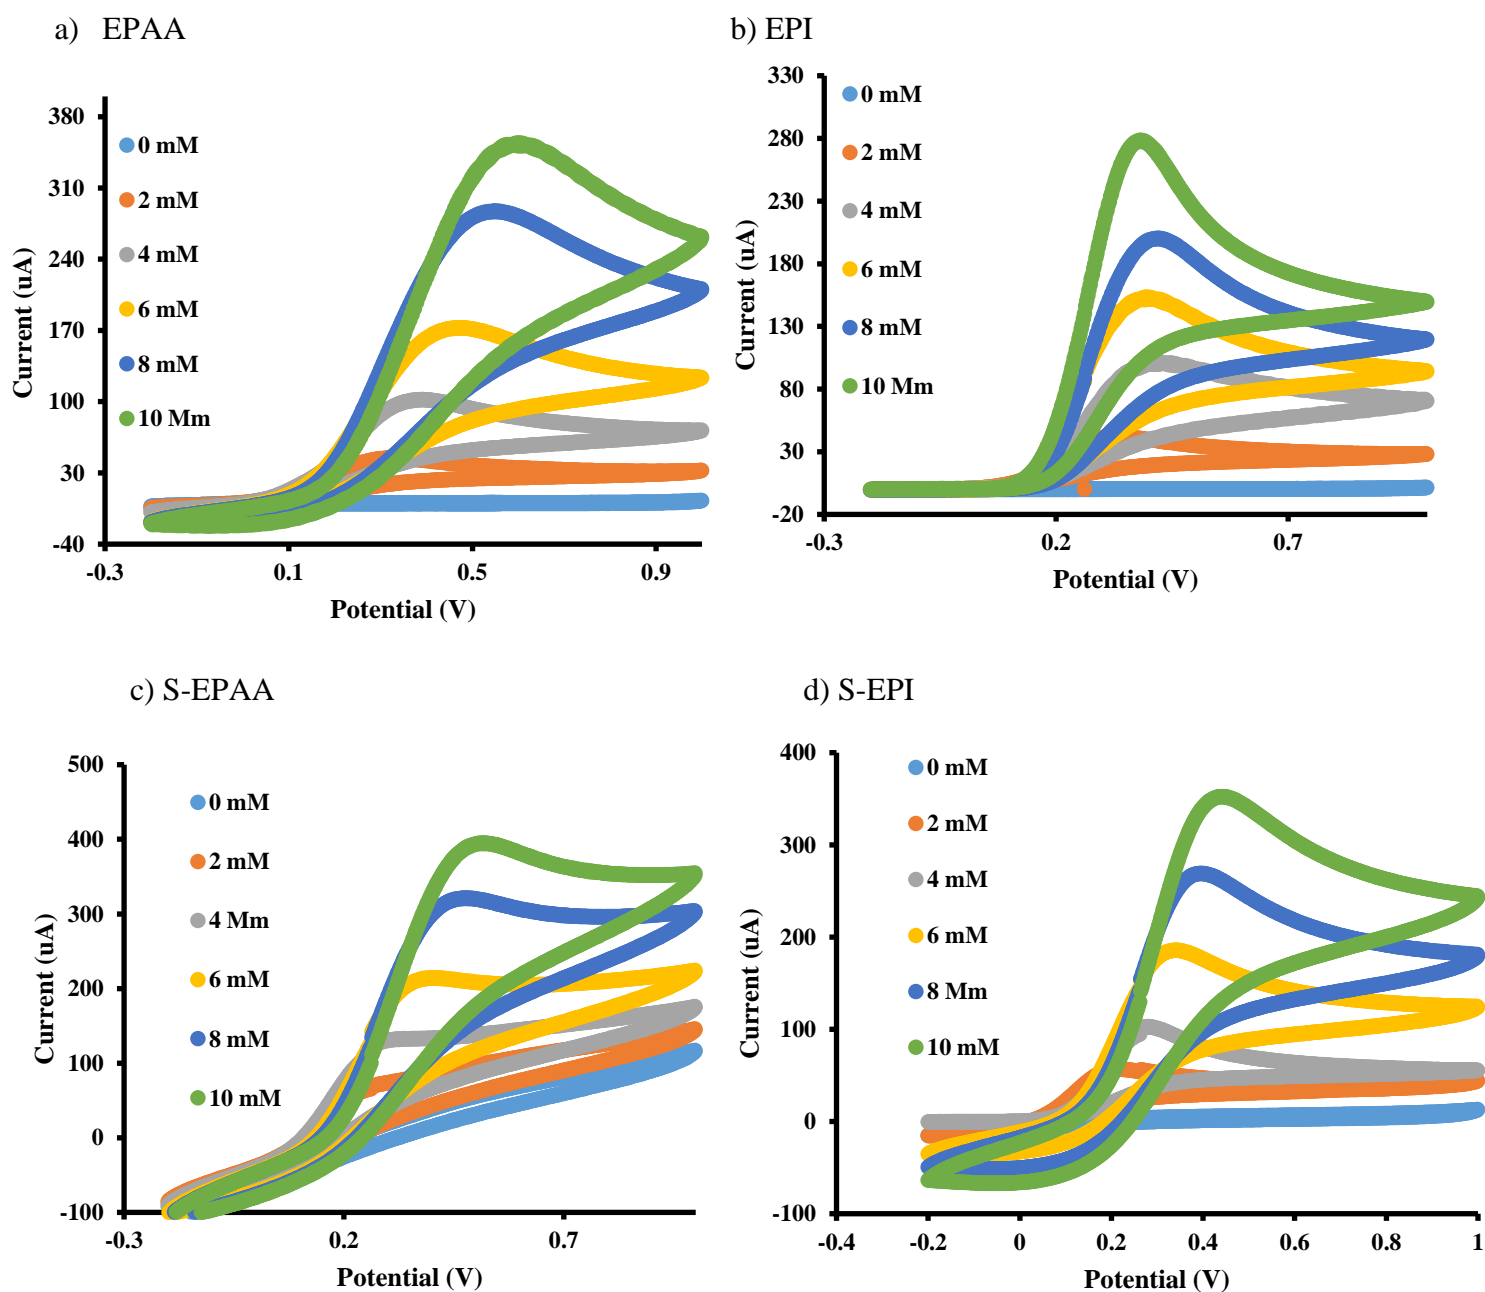 a) EPAA
380
310
240
170
100
30
-40
-0.3
0.1
0.5
0.9
Current (uA)
Potential (V)
0 mM
2 mM
4 mM
6 mM
8 mM
10 Mm
b) EPI
330
280
230
180
130
80
30
-20
-0.3
0.2
0.7
Current (uA)
Potential (V)
0 mM
2 mM
4 mM
6 mM
8 mM
10 Mm
c) S-EPAA
500
400
300
200
100
0
-100
-0.3
0.2
0.7
Current (uA)
Potential (V)
0 mM
2 mM
4 Mm
6 mM
8 mM
10 mM
d) S-EPI
400
300
200
100
0
-100
-0.4
-0.2
0
0.2
0.4
0.6
0.8
1
Current (uA)
Potential (V)
0 mM
2 mM
4 mM
6 mM
8 Mm
10 mM